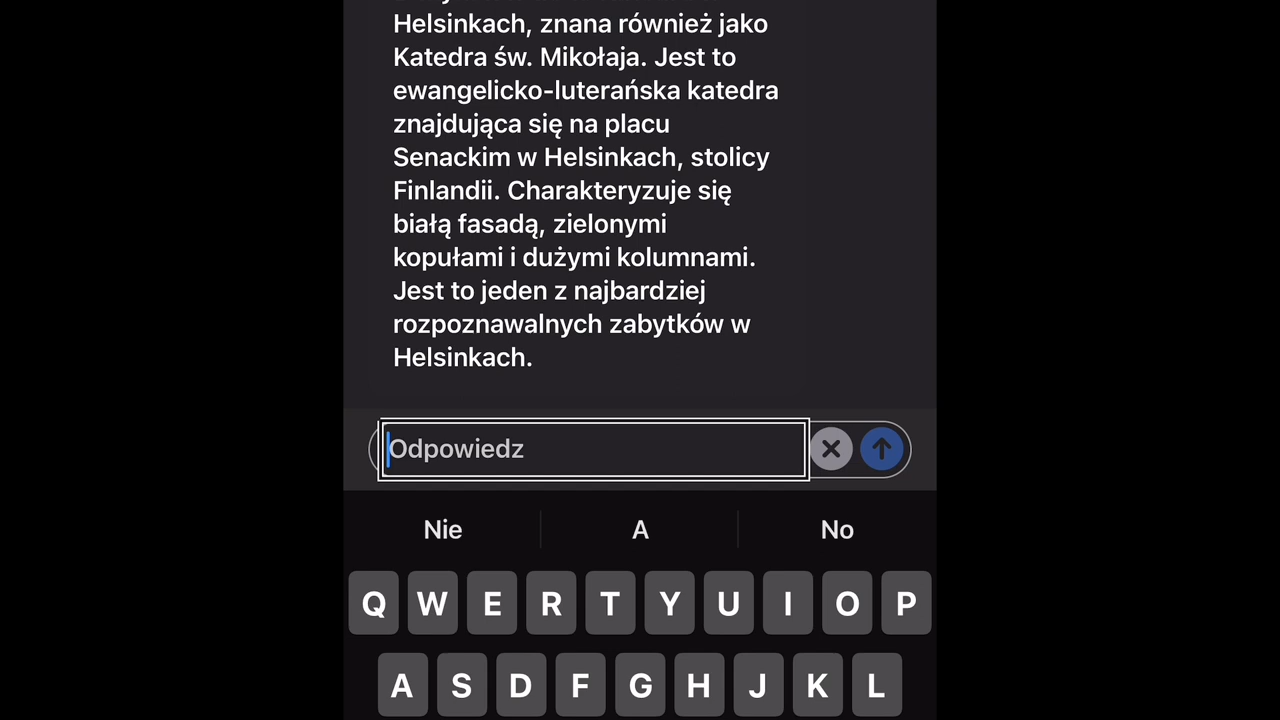 Helsinkach, znana również jako
Katedra św. Mikołaja. Jest to
ewangelicko-luterańska katedra
znajdująca się na placu
Senackim w Helsinkach, stolicy
Finlandii. Charakteryzuje się
białą fasadą, zielonymi
kopułami i dużymi kolumnami.
Jest to jeden z najbardziej
rozpoznawalnych zabytków w
Helsinkach.
Odpowiedz
Nie A No
Q W E R T Y U I O P
A S D F G H J K L